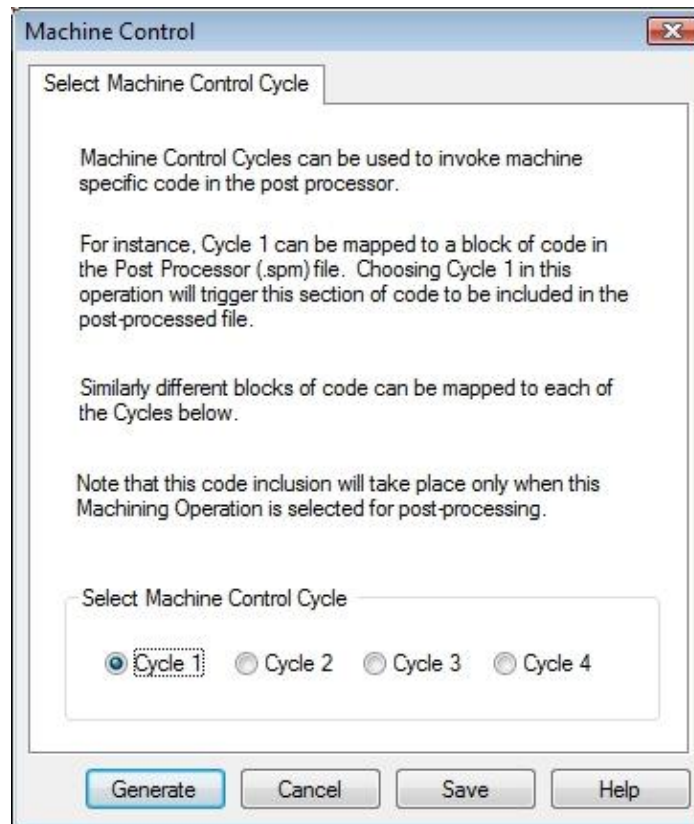 Machine Control
Select Machine Control Cycle
Machine Control Cycles can be used to invoke machine
specific code in the post processor.
For instance, Cycle 1 can be mapped to a block of code in
the Post Processor (.spm) file. Choosing Cycle 1 in this
operation will trigger this section of code to be included in the
post-processed file.
Similarly different blocks of code can be mapped to each of
the Cycles below.
Note that this code inclusion will take place only when this
Machining Operation is selected for post-processing.
Select Machine Control Cycle
Cycle 1 Cycle 2 Cycle 3 Cycle 4
Generate Cancel Save Help